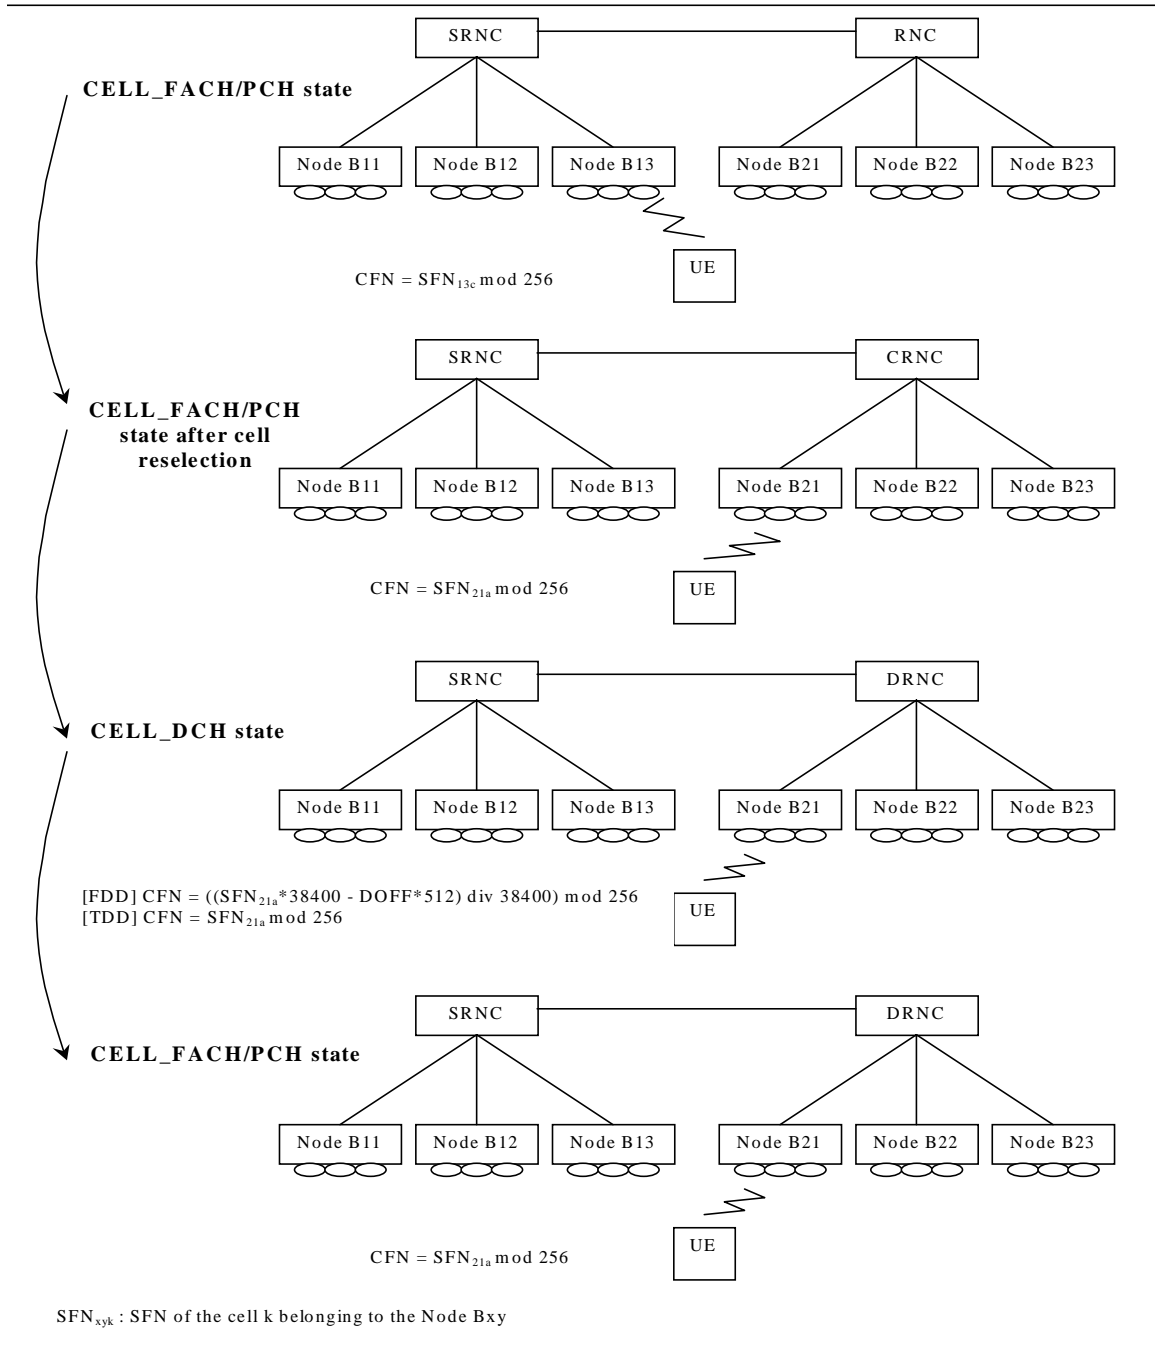 SRNC RNC
CELL_FACH/PCH state
Node B11 Node B12 Node B13 Node B21 Node B22 Node B23
UE
CFN = SFN13c mod 256
SRNC CRNC
CELL_FACH/PCH
state after cell
reselection
Node B11 Node B12 Node B13 Node B21 Node B22 Node B23
CFN = SFN21a mod 256 UE
SRNC DRNC
CELL_DCH state
Node B11 Node B12 Node B13 Node B21 Node B22 Node B23
[FDD] CFN = ((SFN21a*38400 - DOFF*512) div 38400) mod 256
UE
[TDD] CFN = SFN21a mod 256
SRNC DRNC
CELL_FACH/PCH state
Node B11 Node B12 Node B13 Node B21 Node B22 Node B23
UE
CFN = SFN21a mod 256
SFNxyk : SFN of the cell k belonging to the Node Bxy